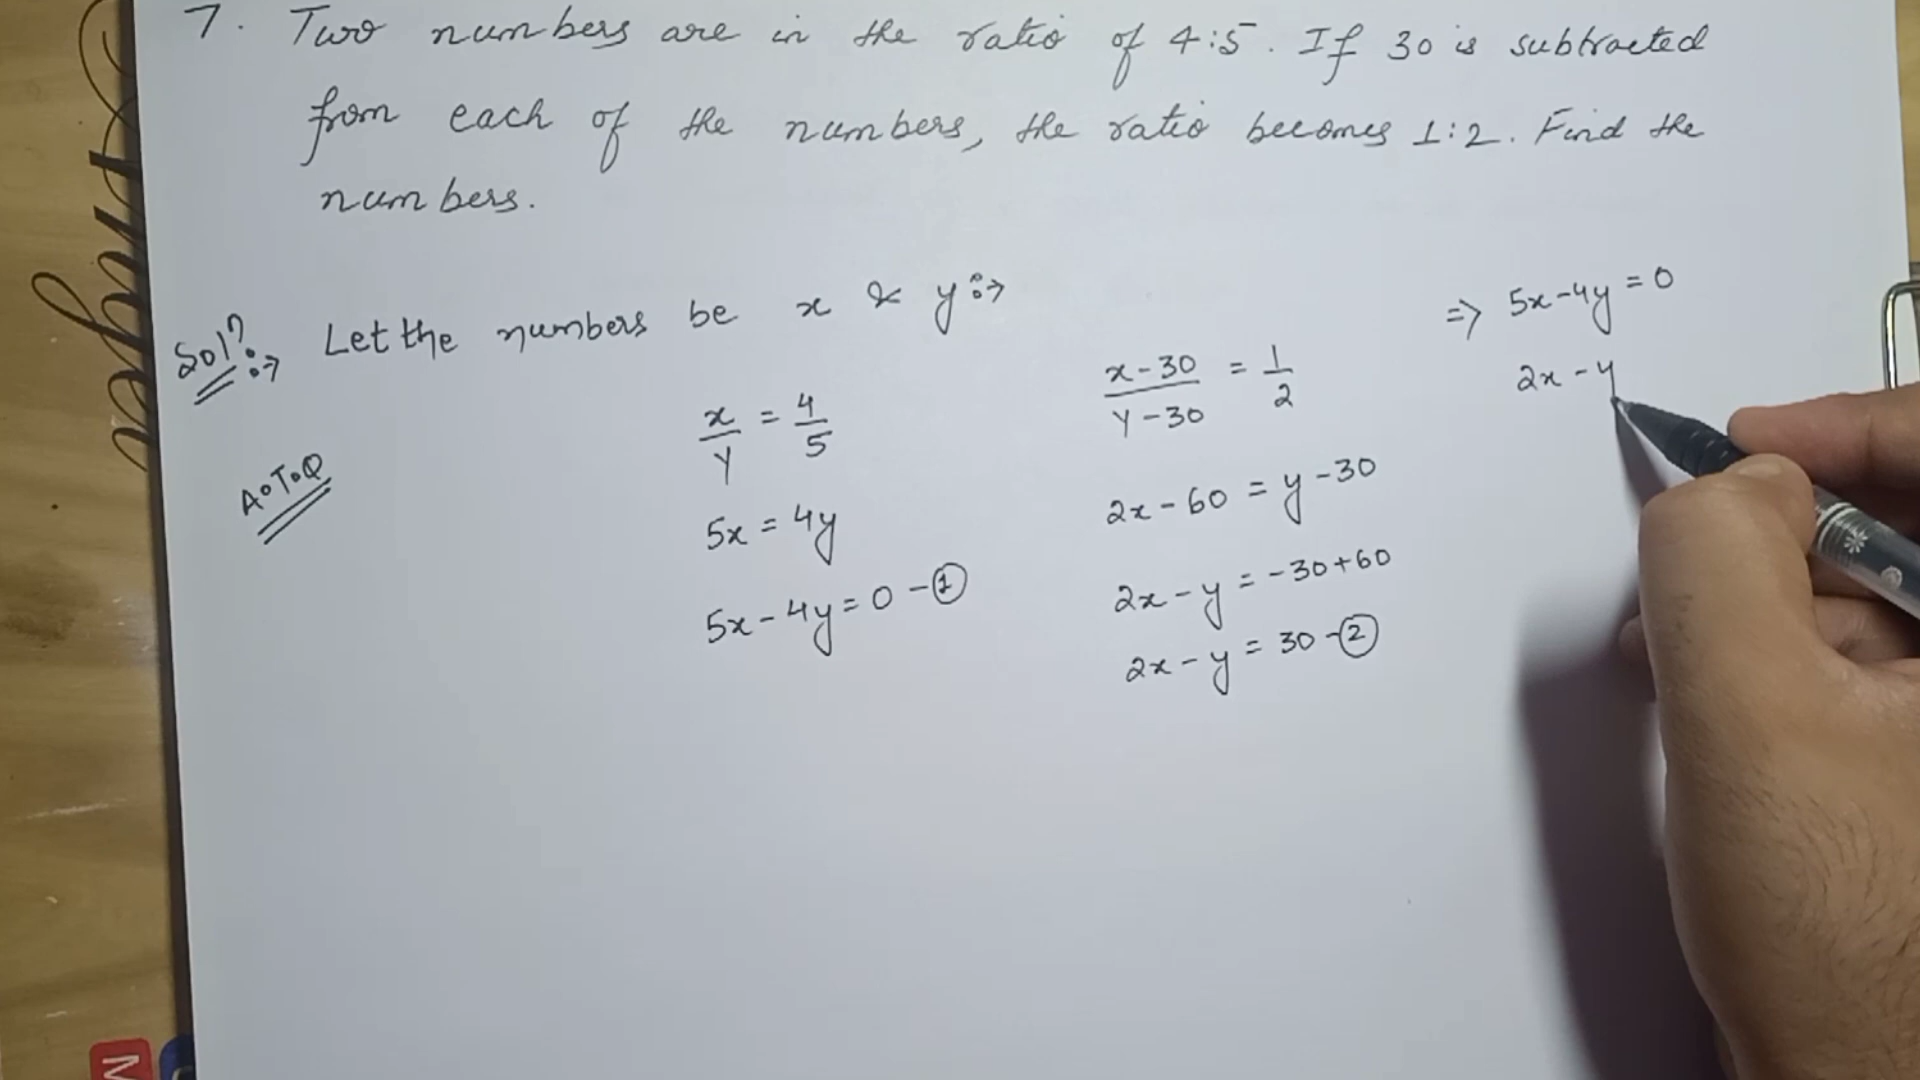 7. Two numbers are in the ratio of 4:5. If 30 is subtracted
from each of the numbers, the ratio becomes 1:2. Find the
numbers.
Solⁿ :→ Let the numbers be x & y :→
A.T.Q
x/y = 4/5
5x = 4y
5x - 4y = 0 - ①
x - 30 / y - 30 = 1/2
2x - 60 = y - 30
2x - y = -30 + 60
2x - y = 30 - ②
=> 5x - 4y = 0
2x - y
M